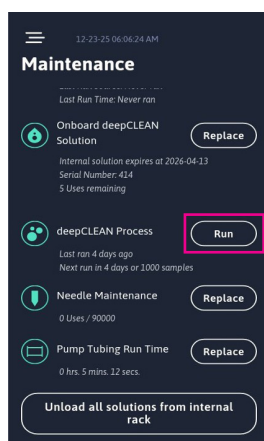 12-23-25 06:06:24 AM
Maintenance
Last Run Time: Never ran
Onboard deepCLEAN
Solution
Replace
Internal solution expires at 2026-04-13
Serial Number: 414
5 Uses remaining
deepCLEAN Process
Run
Last ran 4 days ago
Next run in 4 days or 1000 samples
Needle Maintenance
Replace
0 Uses / 90000
Pump Tubing Run Time
Replace
0 hrs. 5 mins. 12 secs.
Unload all solutions from internal
rack